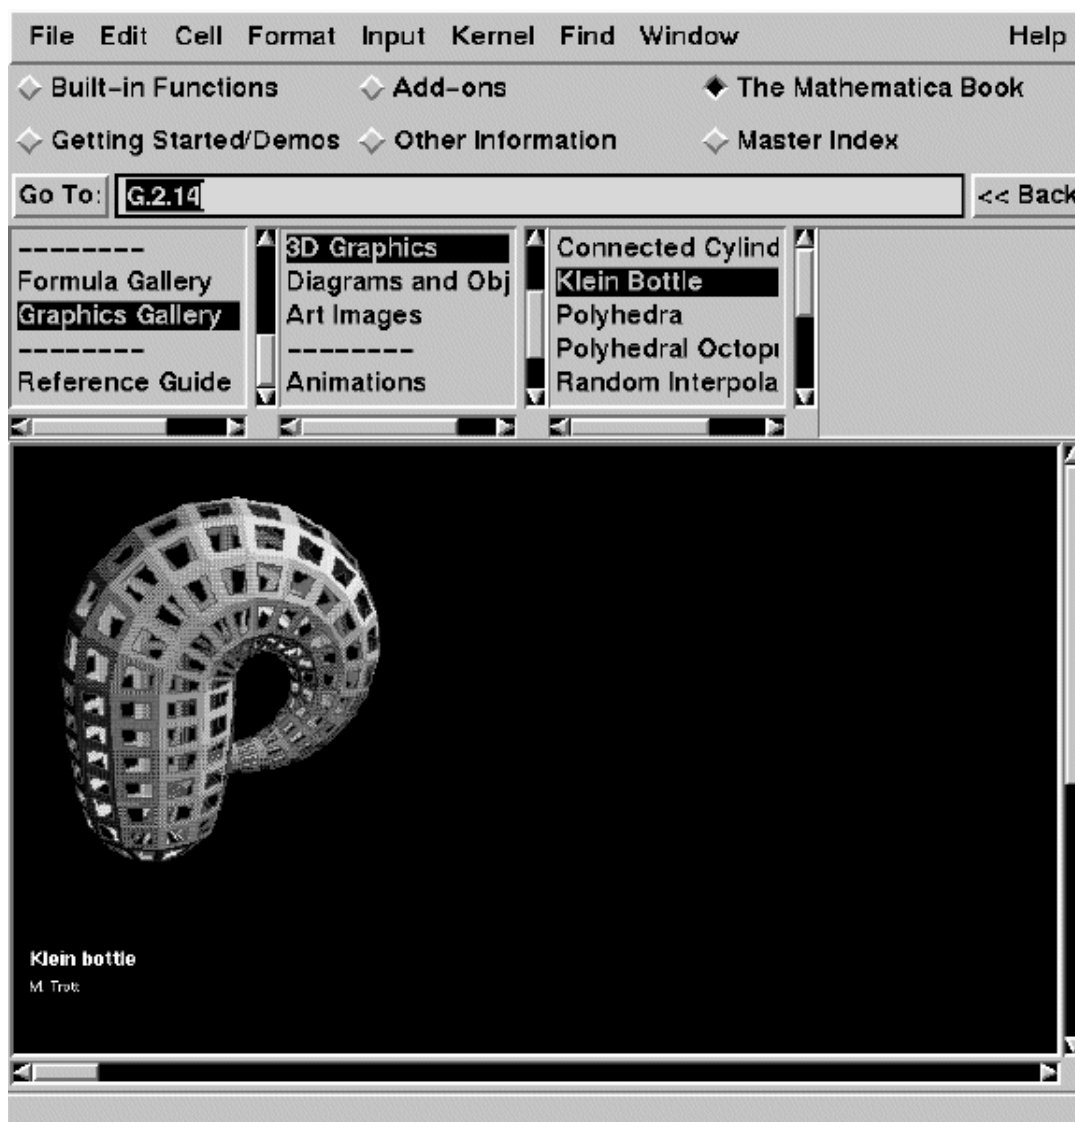 File Edit Cell Format Input Kernel Find Window Help
Built-in Functions Add-ons The Mathematica Book
Getting Started/Demos Other Information Master Index
Go To: G.2.14 << Back
--------
Formula Gallery
Graphics Gallery
--------
Reference Guide
3D Graphics
Diagrams and Obj
Art Images
--------
Animations
Connected Cylind
Klein Bottle
Polyhedra
Polyhedral Octop
Random Interpola
Klein bottle
M. Trott